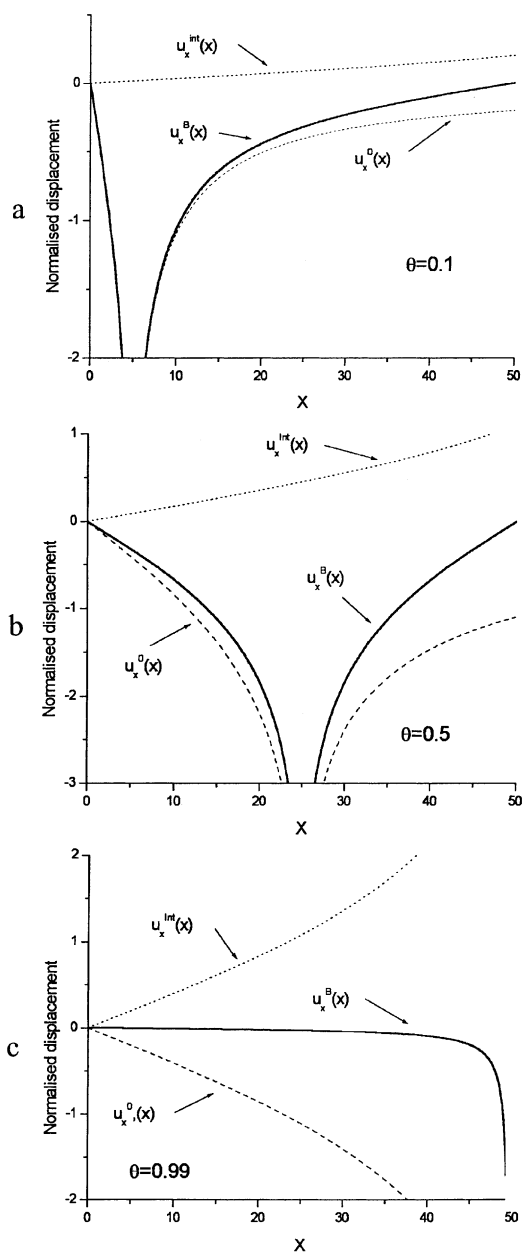 a
Normalised displacement
0
-1
-2
u_x^int(x)
u_x^B(x)
u_x^0(x)
θ=0.1
0 10 20 30 40 50
X
b
Normalised displacement
1
0
-1
-2
-3
u_x^Int(x)
u_x^B(x)
u_x^0(x)
θ=0.5
0 10 20 30 40 50
X
c
Normalised displacement
2
1
0
-1
-2
u_x^Int(x)
u_x^B(x)
u_x^0,(x)
θ=0.99
0 10 20 30 40 50
X